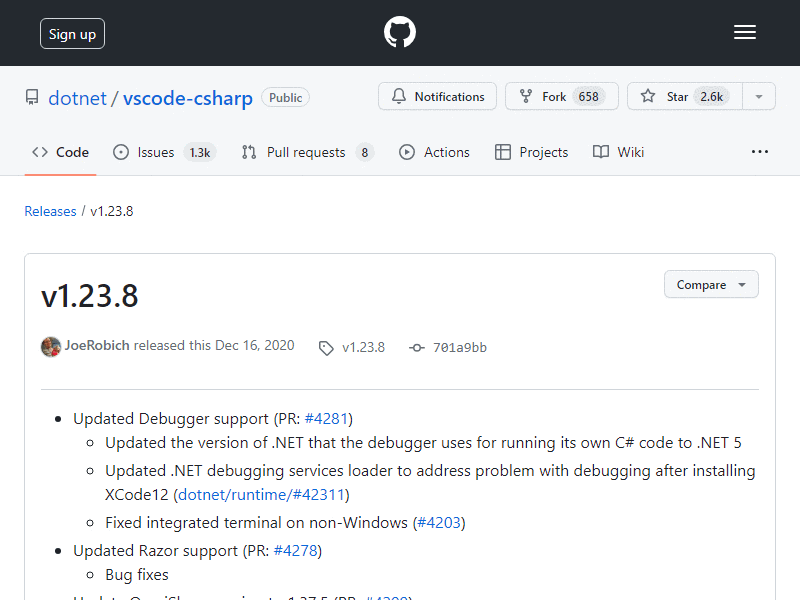 Sign up
dotnet / vscode-csharp Public
Notifications Fork 658 Star 2.6k
Code Issues 1.3k Pull requests 8 Actions Projects Wiki
Releases / v1.23.8
v1.23.8
Compare
JoeRobich released this Dec 16, 2020 v1.23.8 701a9bb
Updated Debugger support (PR: #4281)
Updated the version of .NET that the debugger uses for running its own C# code to .NET 5
Updated .NET debugging services loader to address problem with debugging after installing
XCode12 (dotnet/runtime/#42311)
Fixed integrated terminal on non-Windows (#4203)
Updated Razor support (PR: #4278)
Bug fixes